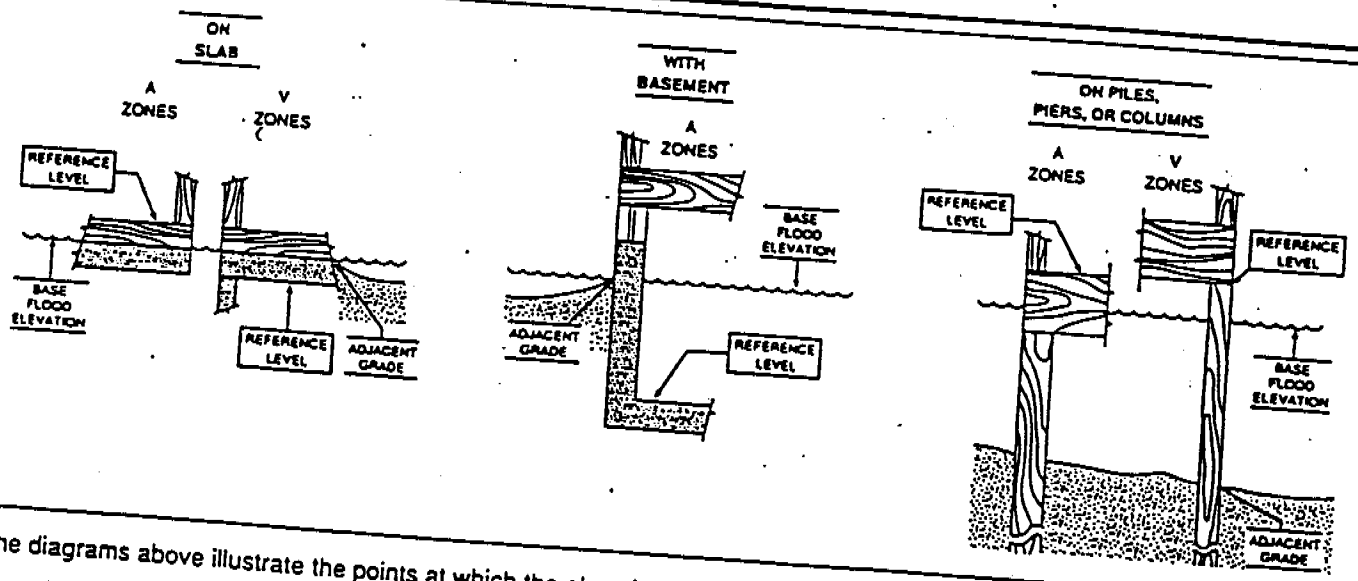 ON
SLAB
A
ZONES
V
ZONES
REFERENCE
LEVEL
BASE
FLOOD
ELEVATION
REFERENCE
LEVEL
ADJACENT
GRADE
WITH
BASEMENT
A
ZONES
BASE
FLOOD
ELEVATION
ADJACENT
GRADE
REFERENCE
LEVEL
ON PILES,
PIERS, OR COLUMNS
A
ZONES
V
ZONES
REFERENCE
LEVEL
REFERENCE
LEVEL
BASE
FLOOD
ELEVATION
ADJACENT
GRADE
he diagrams above illustrate the points at which the